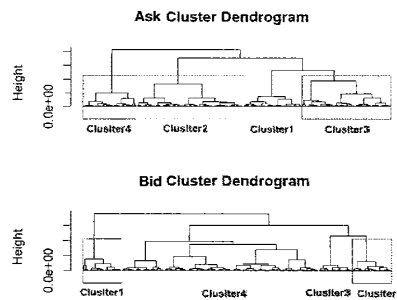 Ask Cluster Dendrogram
Height
0.0e+00
Clusiter4 Clusiter2 Clusiter1 Clusiter3
Bid Cluster Dendrogram
Height
0.0e+00
Clusiter1 Clusiter4 Clusiter3 Clusiter